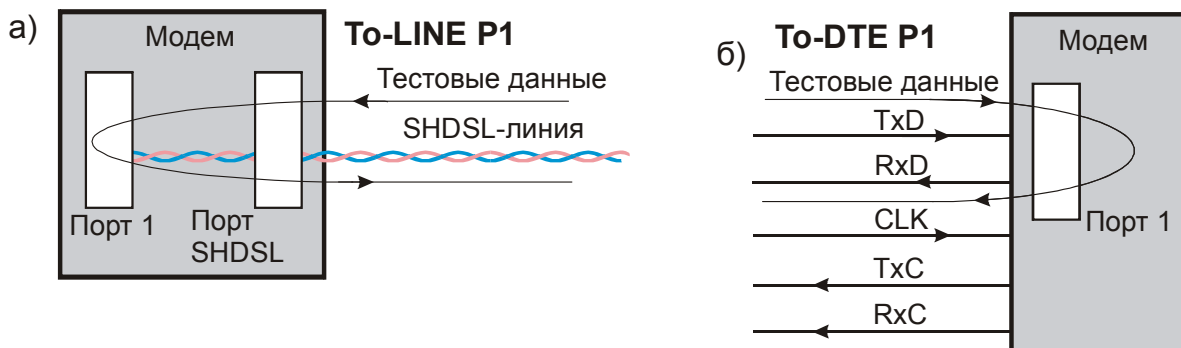 а)
Модем
To-LINE P1
Тестовые данные
SHDSL-линия
Порт 1
Порт
SHDSL
б)
To-DTE P1
Модем
Тестовые данные
TxD
RxD
CLK
Порт 1
TxC
RxC